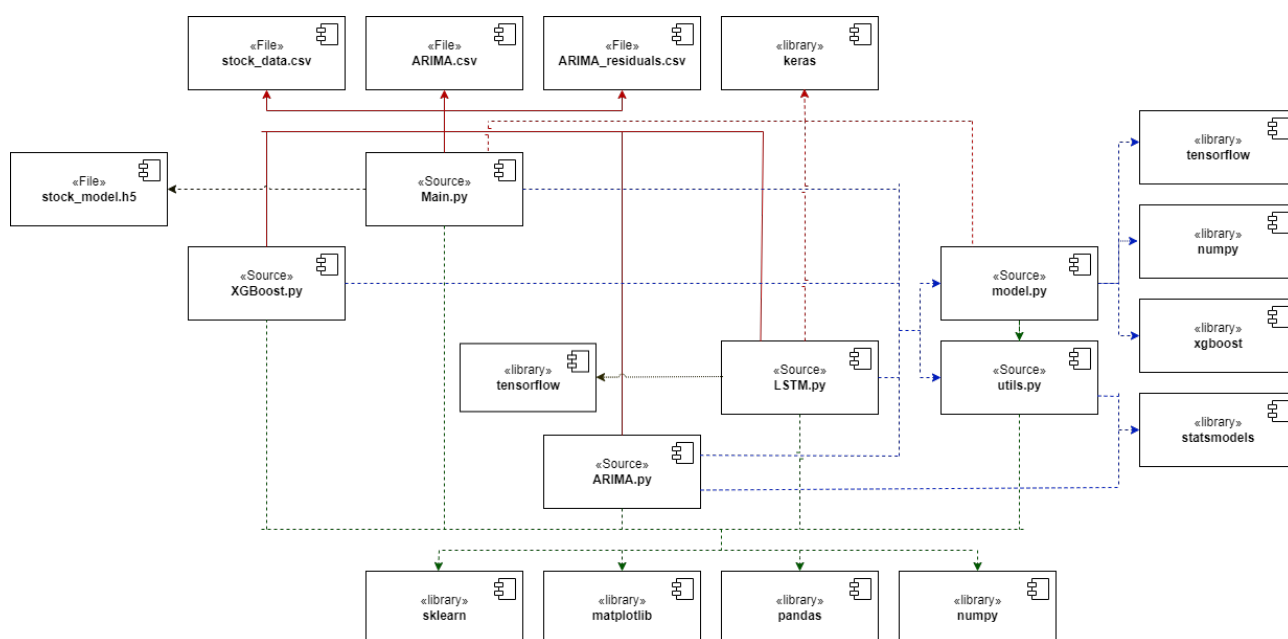 «File»
stock_data.csv
«File»
ARIMA.csv
«File»
ARIMA_residuals.csv
«library»
keras
«library»
tensorflow
«File»
stock_model.h5
«Source»
Main.py
«library»
numpy
«Source»
XGBoost.py
«Source»
model.py
«library»
xgboost
«library»
tensorflow
«Source»
LSTM.py
«Source»
utils.py
«library»
statsmodels
«Source»
ARIMA.py
«library»
sklearn
«library»
matplotlib
«library»
pandas
«library»
numpy